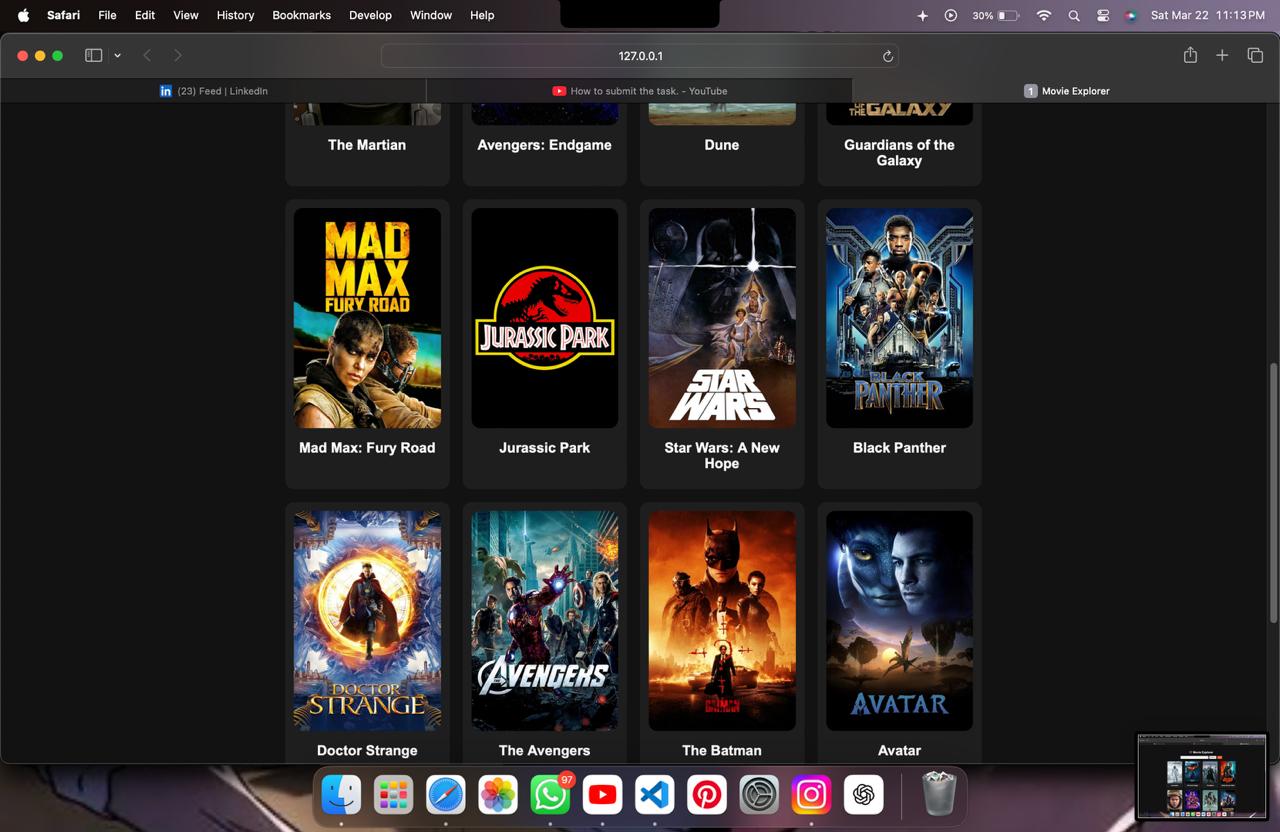 Safari File Edit View History Bookmarks Develop Window Help
30%
Sat Mar 22 11:13 PM
127.0.0.1
in (23) Feed | LinkedIn
How to submit the task. - YouTube
1 Movie Explorer
OF THE GALAXY
The Martian
Avengers: Endgame
Dune
Guardians of the
Galaxy
MAD
MAX
FURY ROAD
JURASSIC PARK
STAR
WARS
BLACK
PANTHER
Mad Max: Fury Road
Jurassic Park
Star Wars: A New
Hope
Black Panther
DOCTOR
STRANGE
AVENGERS
THE
BATMAN
AVATAR
Doctor Strange
The Avengers
The Batman
Avatar
97
Movie Explorer